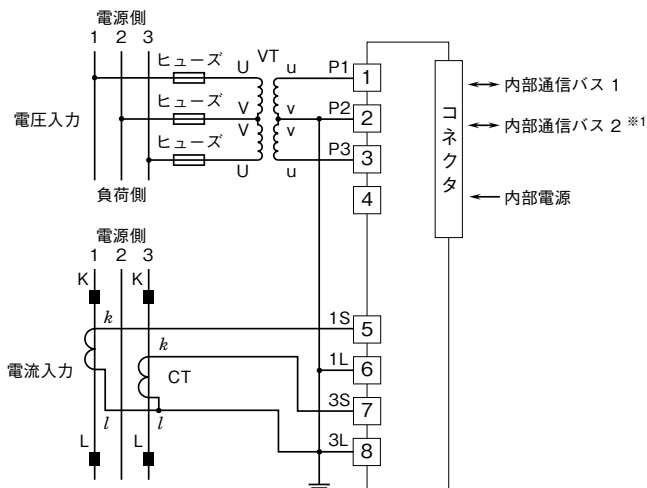 電源側
1 2 3
ヒューズ
U
VT
u
P1
1
ヒューズ
V
V
v
v
P2
2
電圧入力
ヒューズ
U
u
P3
3
4
負荷側
コネクタ
内部通信バス 1
内部通信バス 2 ※1
内部電源
電源側
1 2 3
K
K
k
1S
5
電流入力
k
CT
1L
6
3S
7
l
l
L
L
3L
8